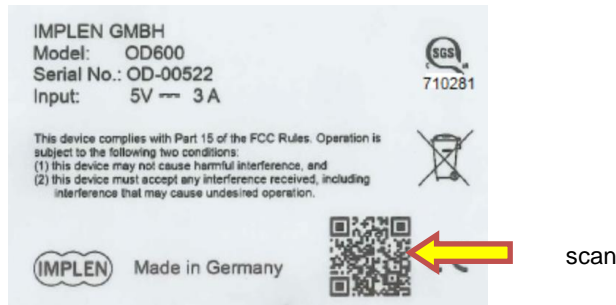 IMPLEN GMBH
Model: OD600
Serial No.: OD-00522
Input: 5V ⎓ 3 A
SGS
710281
This device complies with Part 15 of the FCC Rules. Operation is
subject to the following two conditions:
(1) this device may not cause harmful interference, and
(2) this device must accept any interference received, including
interference that may cause undesired operation.
IMPLEN
Made in Germany
scan